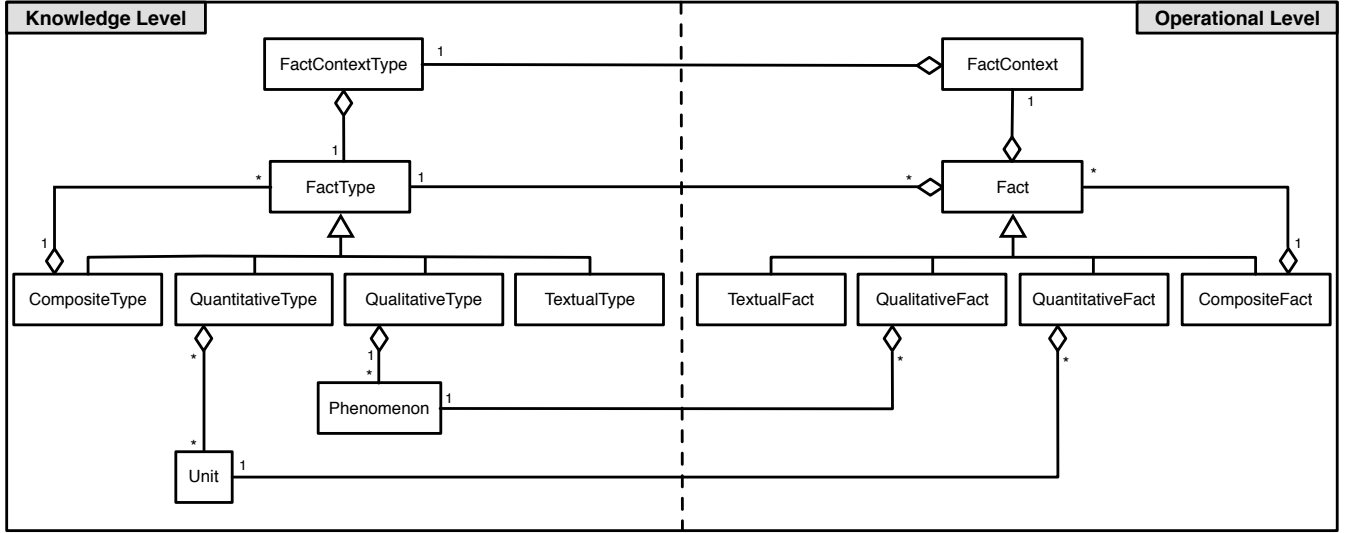 Knowledge Level
Operational Level
FactContextType
1
FactContext
1
1
FactType
*
1
*
Fact
*
1
1
CompositeType
QuantitativeType
QualitativeType
TextualType
TextualFact
QualitativeFact
QuantitativeFact
CompositeFact
*
1
*
*
*
Phenomenon
1
*
Unit
1